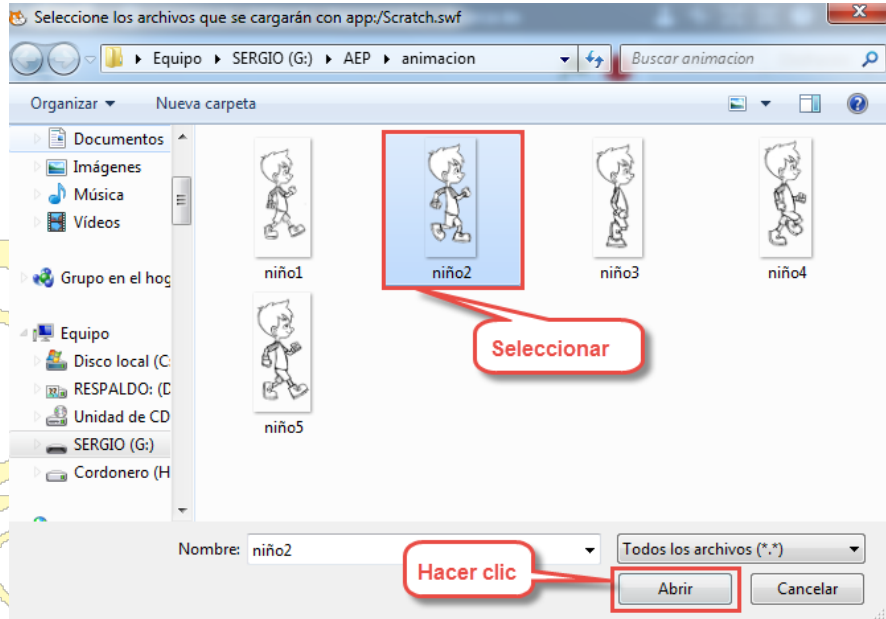 Seleccione los archivos que se cargarán con app:/Scratch.swf
Equipo SERGIO (G:) AEP animacion
Buscar animacion
Organizar Nueva carpeta
Documentos
Imágenes
Música
Vídeos
Grupo en el hog
Equipo
Disco local (C:
RESPALDO: (D
Unidad de CD
SERGIO (G:)
Cordonero (H
niño1 niño2 niño3 niño4
niño5
Seleccionar
Nombre: niño2
Todos los archivos (*.*)
Hacer clic
Abrir Cancelar